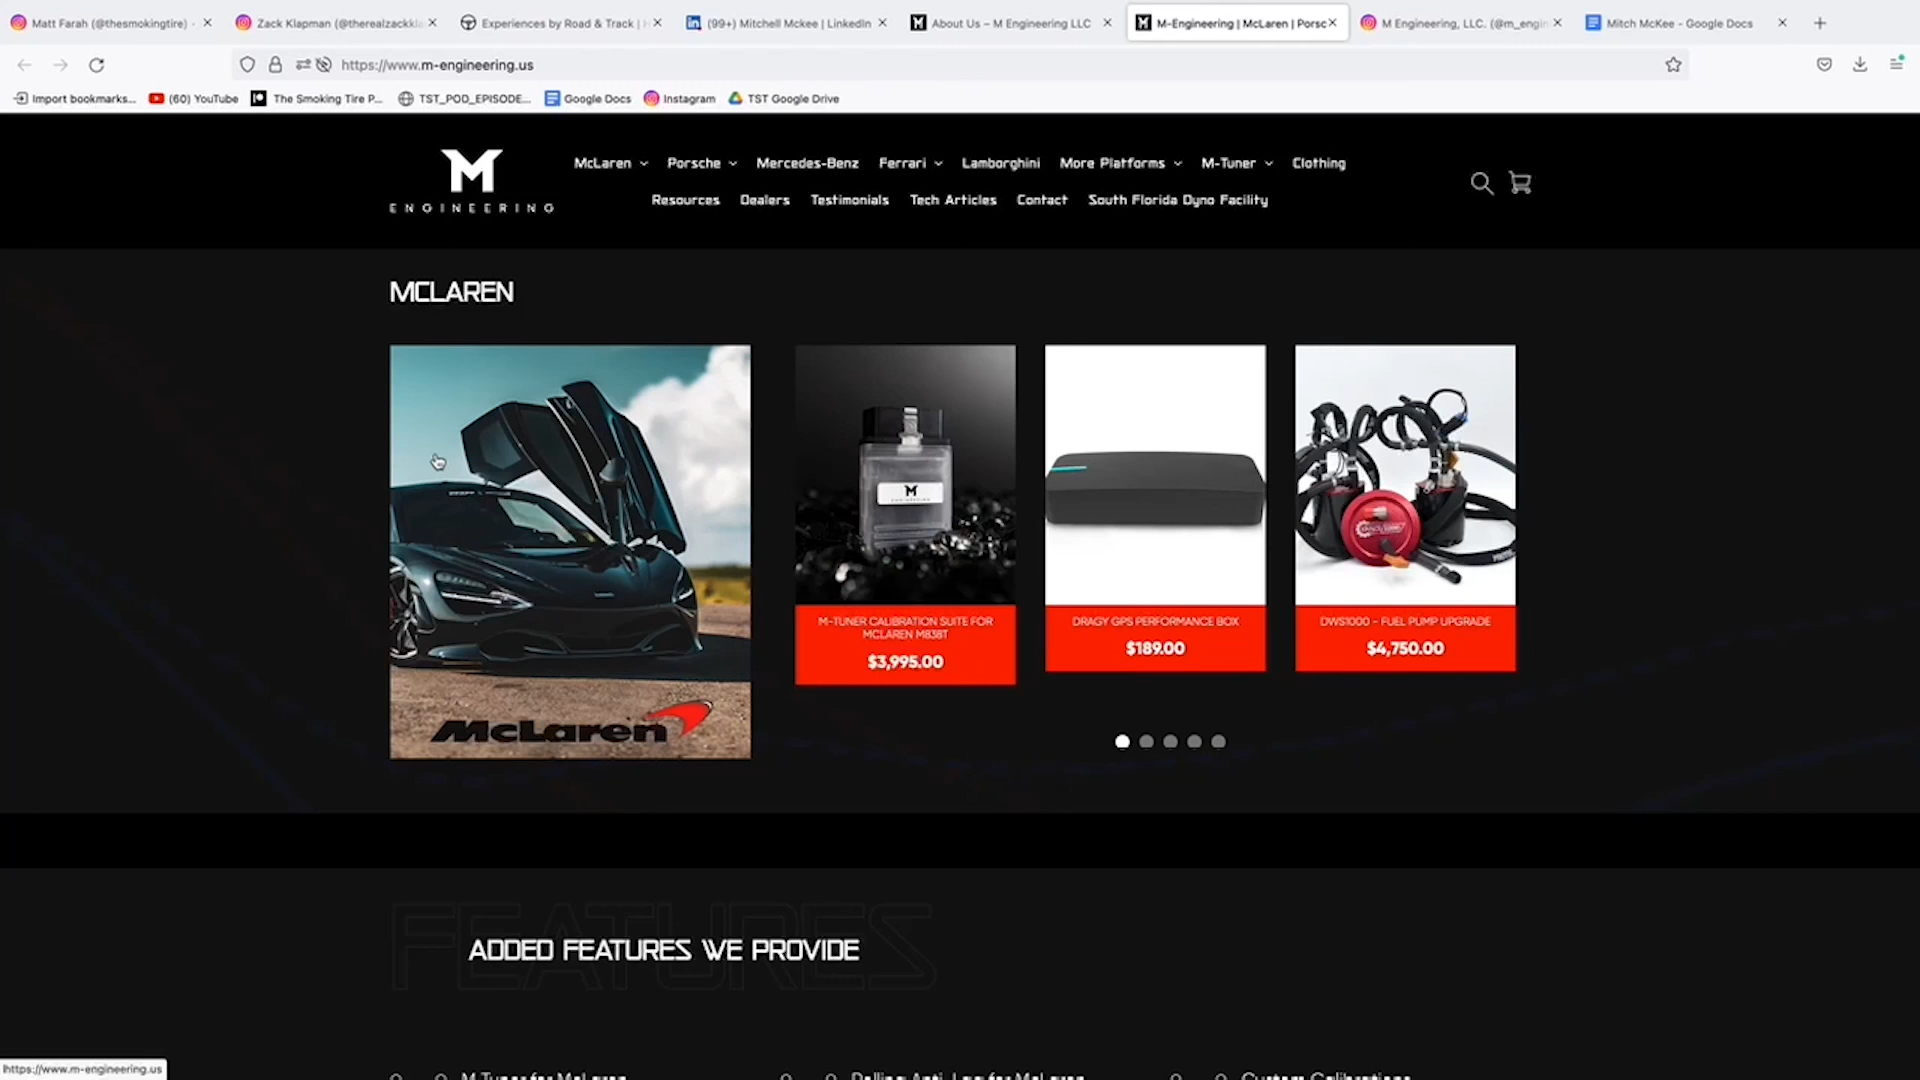 Matt Farah (@thesmokingtire)
Zack Klapman (@therealzackkla
Experiences by Road & Track |
(99+) Mitchell Mckee | LinkedIn
About Us – M Engineering LLC
M-Engineering | McLaren | Porsc
M Engineering, LLC. (@m_engin
Mitch McKee - Google Docs
https://www.m-engineering.us
Import bookmarks...
(60) YouTube
The Smoking Tire P...
TST_POD_EPISODE...
Google Docs
Instagram
TST Google Drive
M
ENGINEERING
McLaren
Porsche
Mercedes-Benz
Ferrari
Lamborghini
More Platforms
M-Tuner
Clothing
Resources
Dealers
Testimonials
Tech Articles
Contact
South Florida Dyno Facility
MCLAREN
McLaren
M-TUNER CALIBRATION SUITE FOR
MCLAREN M838T
$3,995.00
DRAGY GPS PERFORMANCE BOX
$189.00
DWS1000 - FUEL PUMP UPGRADE
$4,750.00
FEATURES
ADDED FEATURES WE PROVIDE
M-Tuner for McLaren
Rolling Anti-Lag for McLaren
Custom Calibrations
https://www.m-engineering.us